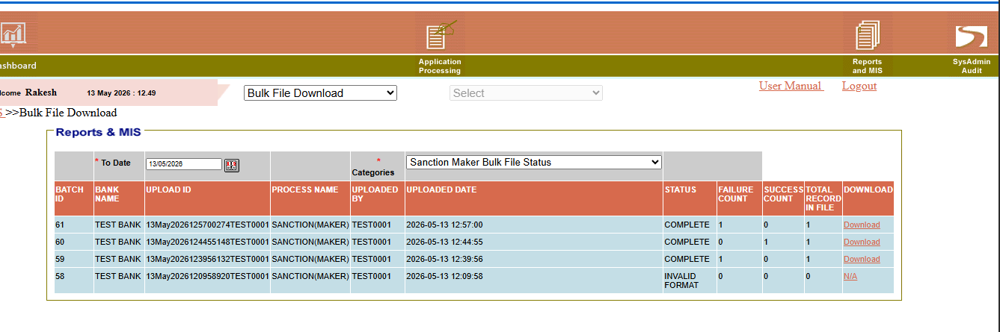 ashboard
Application
Processing
Reports
and MIS
SysAdmin
Audit
lcome Rakesh 13 May 2026 : 12.49
Bulk File Download
Select
User Manual
Logout
S >>Bulk File Download
Reports & MIS
* To Date 13/05/2026 * Categories Sanction Maker Bulk File Status
BATCH ID BANK NAME UPLOAD ID PROCESS NAME UPLOADED BY UPLOADED DATE STATUS FAILURE COUNT SUCCESS COUNT TOTAL RECORD IN FILE DOWNLOAD
61 TEST BANK 13May2026125700274TEST0001 SANCTION(MAKER) TEST0001 2026-05-13 12:57:00 COMPLETE 1 0 1 Download
60 TEST BANK 13May2026124455148TEST0001 SANCTION(MAKER) TEST0001 2026-05-13 12:44:55 COMPLETE 0 1 1 Download
59 TEST BANK 13May2026123956132TEST0001 SANCTION(MAKER) TEST0001 2026-05-13 12:39:56 COMPLETE 1 0 1 Download
58 TEST BANK 13May2026120958920TEST0001 SANCTION(MAKER) TEST0001 2026-05-13 12:09:58 INVALID FORMAT 0 0 0 N/A